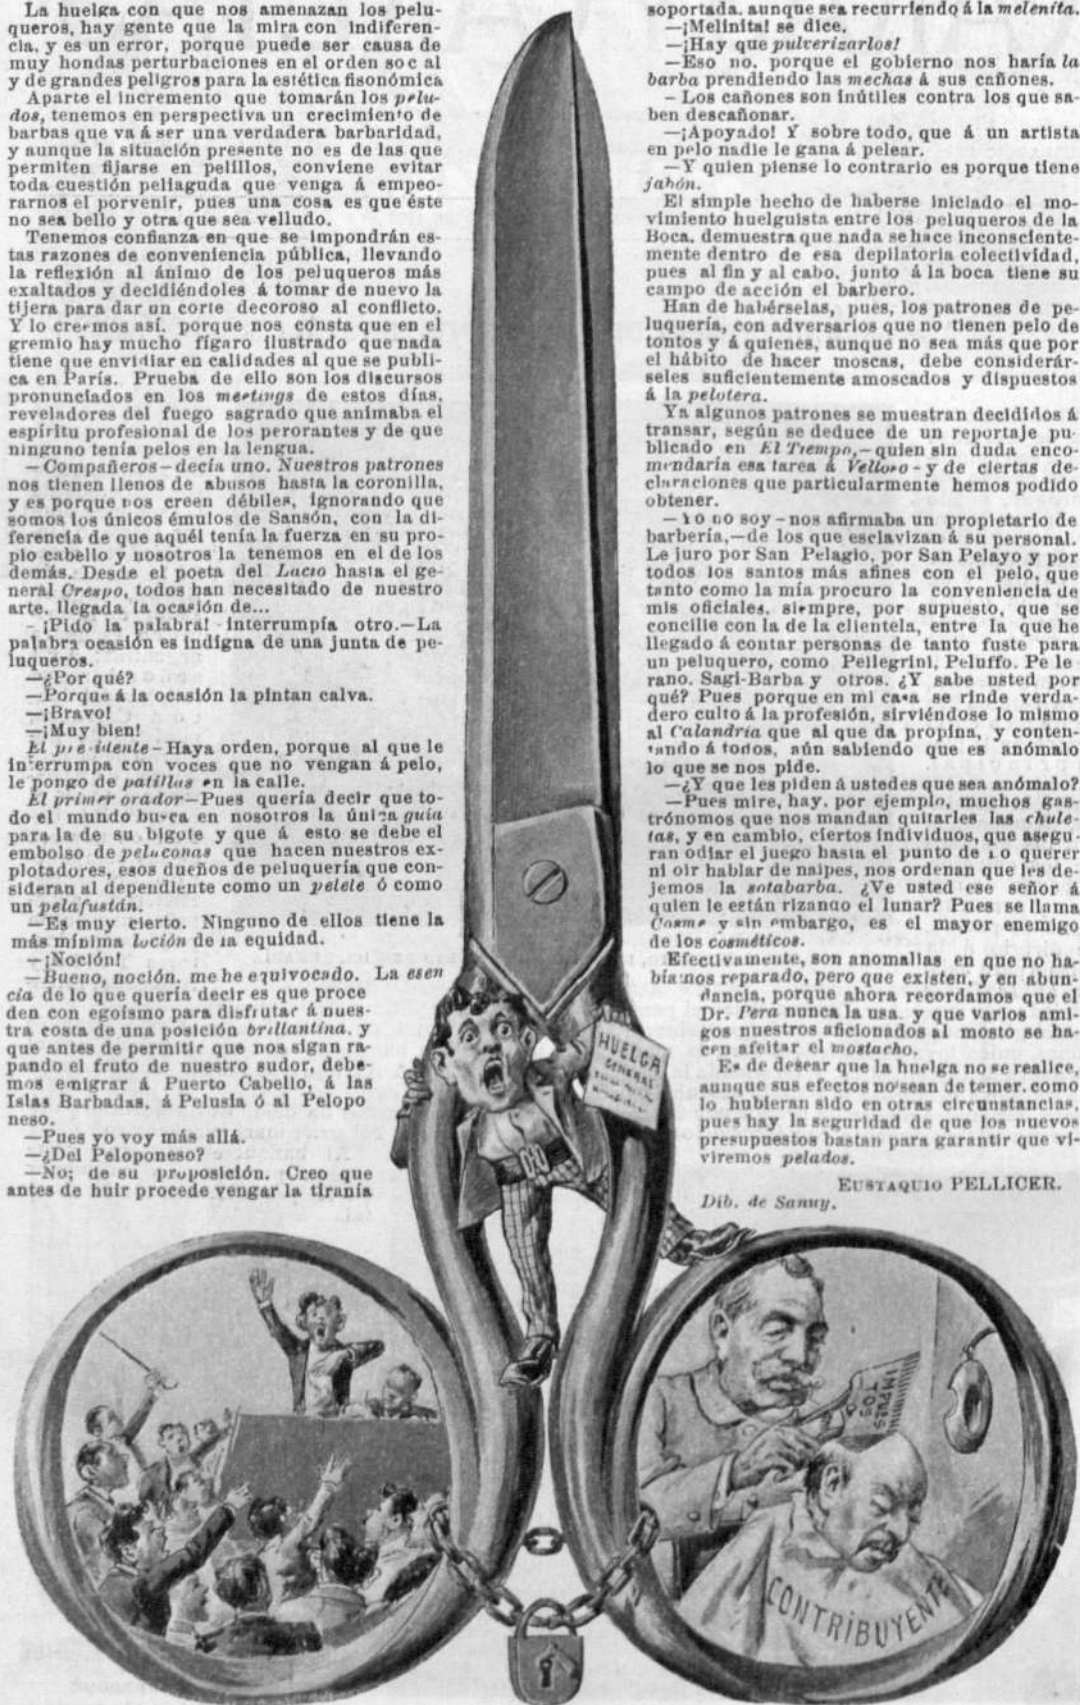 La huelga con que nos amenazan los pelu-
queros, hay gente que la mira con indiferen-
cia, y es un error, porque puede ser causa de
muy hondas perturbaciones en el orden soc al
y de grandes peligros para la estética fisonómica
Aparte el incremento que tomarán los pelu-
dos, tenemos en perspectiva un crecimiento de
barbas que va á ser una verdadera barbaridad,
y aunque la situación presente no es de las que
permiten fijarse en pelillos, conviene evitar
toda cuestión peliaguda que venga á empeo-
rarnos el porvenir, pues una cosa es que éste
no sea bello y otra que sea velludo.
Tenemos confianza en que se impondrán es-
tas razones de conveniencia pública, llevando
la reflexión al ánimo de los peluqueros más
exaltados y decidiéndoles á tomar de nuevo la
tijera para dar un corte decoroso al conflicto.
Y lo creemos así, porque nos consta que en el
gremio hay mucho fígaro ilustrado que nada
tiene que envidiar en calidades al que se publi-
ca en París. Prueba de ello son los discursos
pronunciados en los meetings de estos días,
reveladores del fuego sagrado que animaba el
espíritu profesional de los perorantes y de que
ninguno tenía pelos en la lengua.
—Compañeros—decía uno. Nuestros patrones
nos tienen llenos de abusos hasta la coronilla,
y es porque nos creen débiles, ignorando que
somos los únicos émulos de Sansón, con la di-
ferencia de que aquél tenía la fuerza en su pro-
pio cabello y nosotros la tenemos en el de los
demás. Desde el poeta del Lacio hasta el ge-
neral Crespo, todos han necesitado de nuestro
arte, llegada la ocasión de...
- ¡Pido la palabra! - interrumpía otro.—La
palabra ocasión es indigna de una junta de pe-
luqueros.
—¿Por qué?
—Porque á la ocasión la pintan calva.
—¡Bravo!
—¡Muy bien!
El presidente—Haya orden, porque al que le
interrumpa con voces que no vengan á pelo,
le pongo de patillas en la calle.
El primer orador—Pues quería decir que to-
do el mundo busca en nosotros la única guía
para la de su bigote y que á esto se debe el
embolso de peluconas que hacen nuestros ex-
plotadores, esos dueños de peluquería que con-
sideran al dependiente como un pelele ó como
un pelafustán.
—Es muy cierto. Ninguno de ellos tiene la
más mínima loción de la equidad.
—¡Noción!
—Bueno, noción, me he equivocado. La esen
cia de lo que quería decir es que proce
den con egoísmo para disfrutar á nues-
tra costa de una posición brillantina, y
que antes de permitir que nos sigan ra-
pando el fruto de nuestro sudor, debe-
mos emigrar á Puerto Cabello, á las
Islas Barbadas, á Pelusia ó al Pelopo
neso.
—Pues yo voy más allá.
—¿Del Peloponeso?
—No; de su proposición. Creo que
antes de huir procede vengar la tiranía
soportada, aunque sea recurriendo á la melenita.
—¡Melinita! se dice.
—¡Hay que pulverizarlos!
—Eso no, porque el gobierno nos haría la
barba prendiendo las mechas á sus cañones.
- Los cañones son inútiles contra los que sa-
ben descañonar.
—¡Apoyado! Y sobre todo, que á un artista
en pelo nadie le gana á pelear.
—Y quien piense lo contrario es porque tiene
jabón.
El simple hecho de haberse iniciado el mo-
vimiento huelguista entre los peluqueros de la
Boca, demuestra que nada se hace inconsciente-
mente dentro de esa depilatoria colectividad,
pues al fin y al cabo, junto á la boca tiene su
campo de acción el barbero.
Han de habérselas, pues, los patrones de pe-
luquería, con adversarios que no tienen pelo de
tontos y á quienes, aunque no sea más que por
el hábito de hacer moscas, debe considerár-
seles suficientemente amoscados y dispuestos
á la pelotera.
Ya algunos patrones se muestran decididos á
transar, según se deduce de un reportaje pu-
blicado en El Tiempo,—quien sin duda enco-
mendaría esa tarea á Velloso - y de ciertas de-
claraciones que particularmente hemos podido
obtener.
—Yo no soy—nos afirmaba un propietario de
barbería,—de los que esclavizan á su personal.
Le juro por San Pelagio, por San Pelayo y por
todos los santos más afines con el pelo, que
tanto como la mía procuro la conveniencia de
mis oficiales, siempre, por supuesto, que se
concilie con la de la clientela, entre la que he
llegado á contar personas de tanto fuste para
un peluquero, como Pellegrini, Peluffo, Pe le
rano, Sagi-Barba y otros. ¿Y sabe usted por
qué? Pues porque en mi casa se rinde verda-
dero culto á la profesión, sirviéndose lo mismo
al Calandria que al que da propina, y conten-
tando á todos, aún sabiendo que es anómalo
lo que se nos pide.
—¿Y que les piden á ustedes que sea anómalo?
—Pues mire, hay, por ejemplo, muchos gas-
trónomos que nos mandan quitarles las chule-
tas, y en cambio, ciertos individuos, que asegu-
ran odiar el juego hasta el punto de no querer
ni oir hablar de naipes, nos ordenan que les de-
jemos la sotabarba. ¿Ve usted ese señor á
quien le están rizando el lunar? Pues se llama
Cosme y sin embargo, es el mayor enemigo
de los cosméticos.
Efectivamente, son anomalías en que no ha-
bíamos reparado, pero que existen, y en abun-
dancia, porque ahora recordamos que el
Dr. Pera nunca la usa, y que varios ami-
gos nuestros aficionados al mosto se ha-
cen afeitar el mostacho.
Es de desear que la huelga no se realice,
aunque sus efectos no sean de temer, como
lo hubieran sido en otras circunstancias,
pues hay la seguridad de que los nuevos
presupuestos bastan para garantir que vi-
viremos pelados.
EUSTAQUIO PELLICER.
Dib. de Sanuy.
HUELGA
GENERAL
IMPUES
TOS
CONTRIBUYENTE